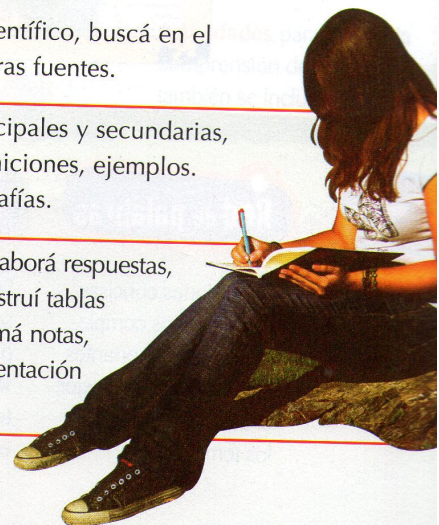 entífico, buscá en el
ras fuentes.
cipales y secundarias,
niciones, ejemplos.
afías.
aborá respuestas,
struí tablas
má notas,
entación